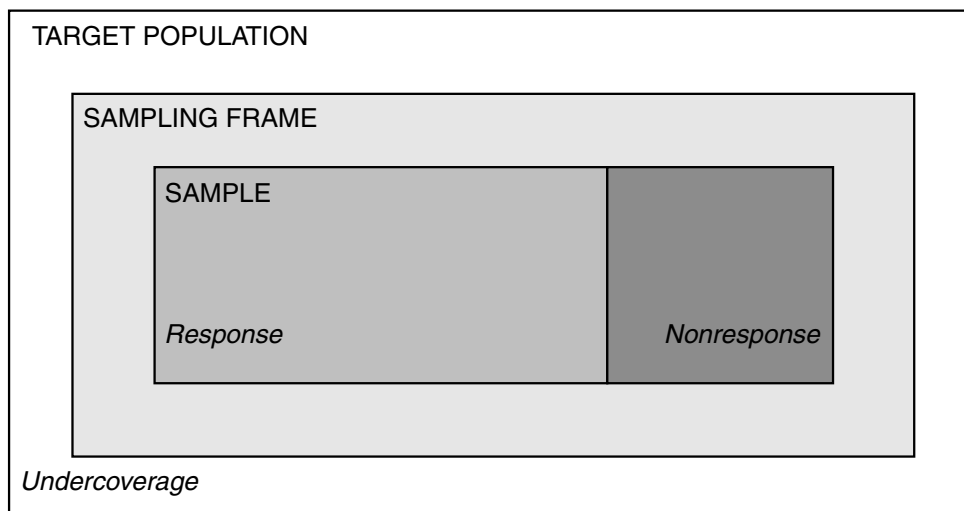 TARGET POPULATION
SAMPLING FRAME
SAMPLE
Response
Nonresponse
Undercoverage